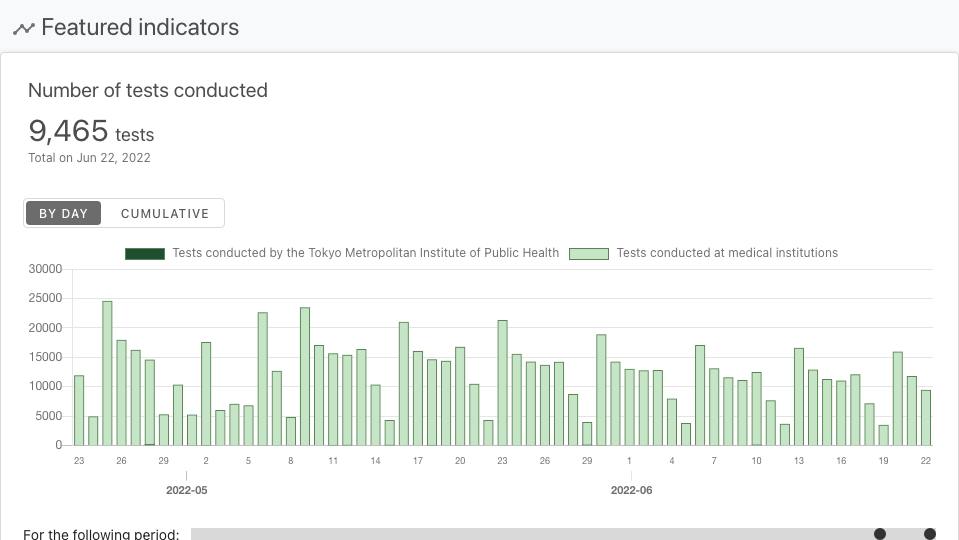 Featured indicators
Number of tests conducted
9,465 tests
Total on Jun 22, 2022
BY DAY CUMULATIVE
Tests conducted by the Tokyo Metropolitan Institute of Public Health Tests conducted at medical institutions
30000
25000
20000
15000
10000
5000
0
23 26 29 2 5 8 11 14 17 20 23 26 29 1 4 7 10 13 16 19 22
2022-05 2022-06
For the following period: